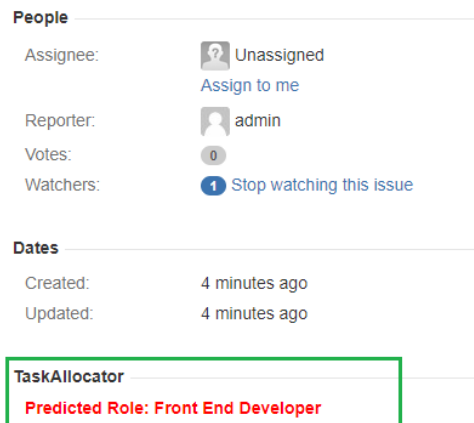 People
Assignee: Unassigned
Assign to me
Reporter: admin
Votes: 0
Watchers: 1 Stop watching this issue
Dates
Created: 4 minutes ago
Updated: 4 minutes ago
TaskAllocator
Predicted Role: Front End Developer